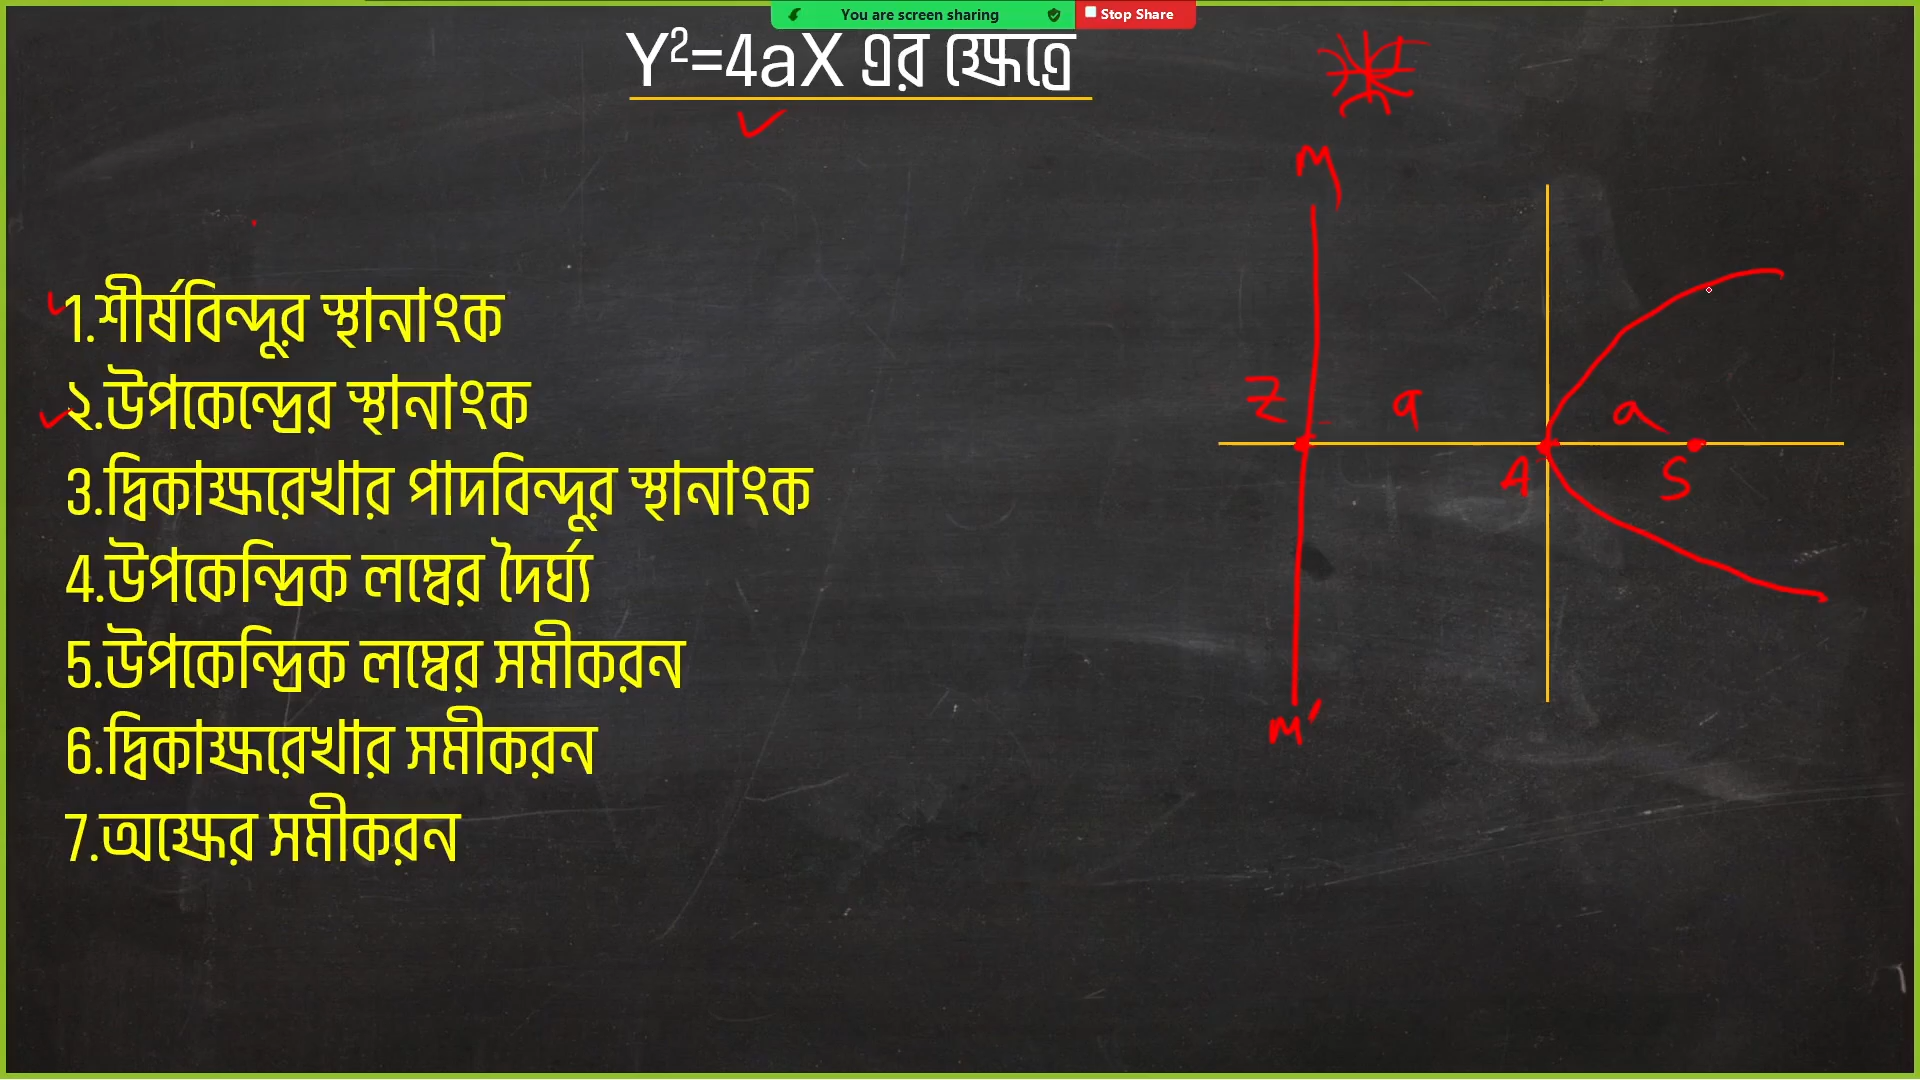 You are screen sharing
Stop Share
Y²=4aX এর ক্ষেত্রে
1.শীর্ষবিন্দুর স্থানাংক
২.উপকেন্দ্রের স্থানাংক
3.দ্বিকাক্ষরেখার পাদবিন্দুর স্থানাংক
4.উপকেন্দ্রিক লম্বের দৈর্ঘ্য
5.উপকেন্দ্রিক লম্বের সমীকরন
6.দ্বিকাক্ষরেখার সমীকরন
7.অক্ষের সমীকরন
M
Z a a
A S
M'